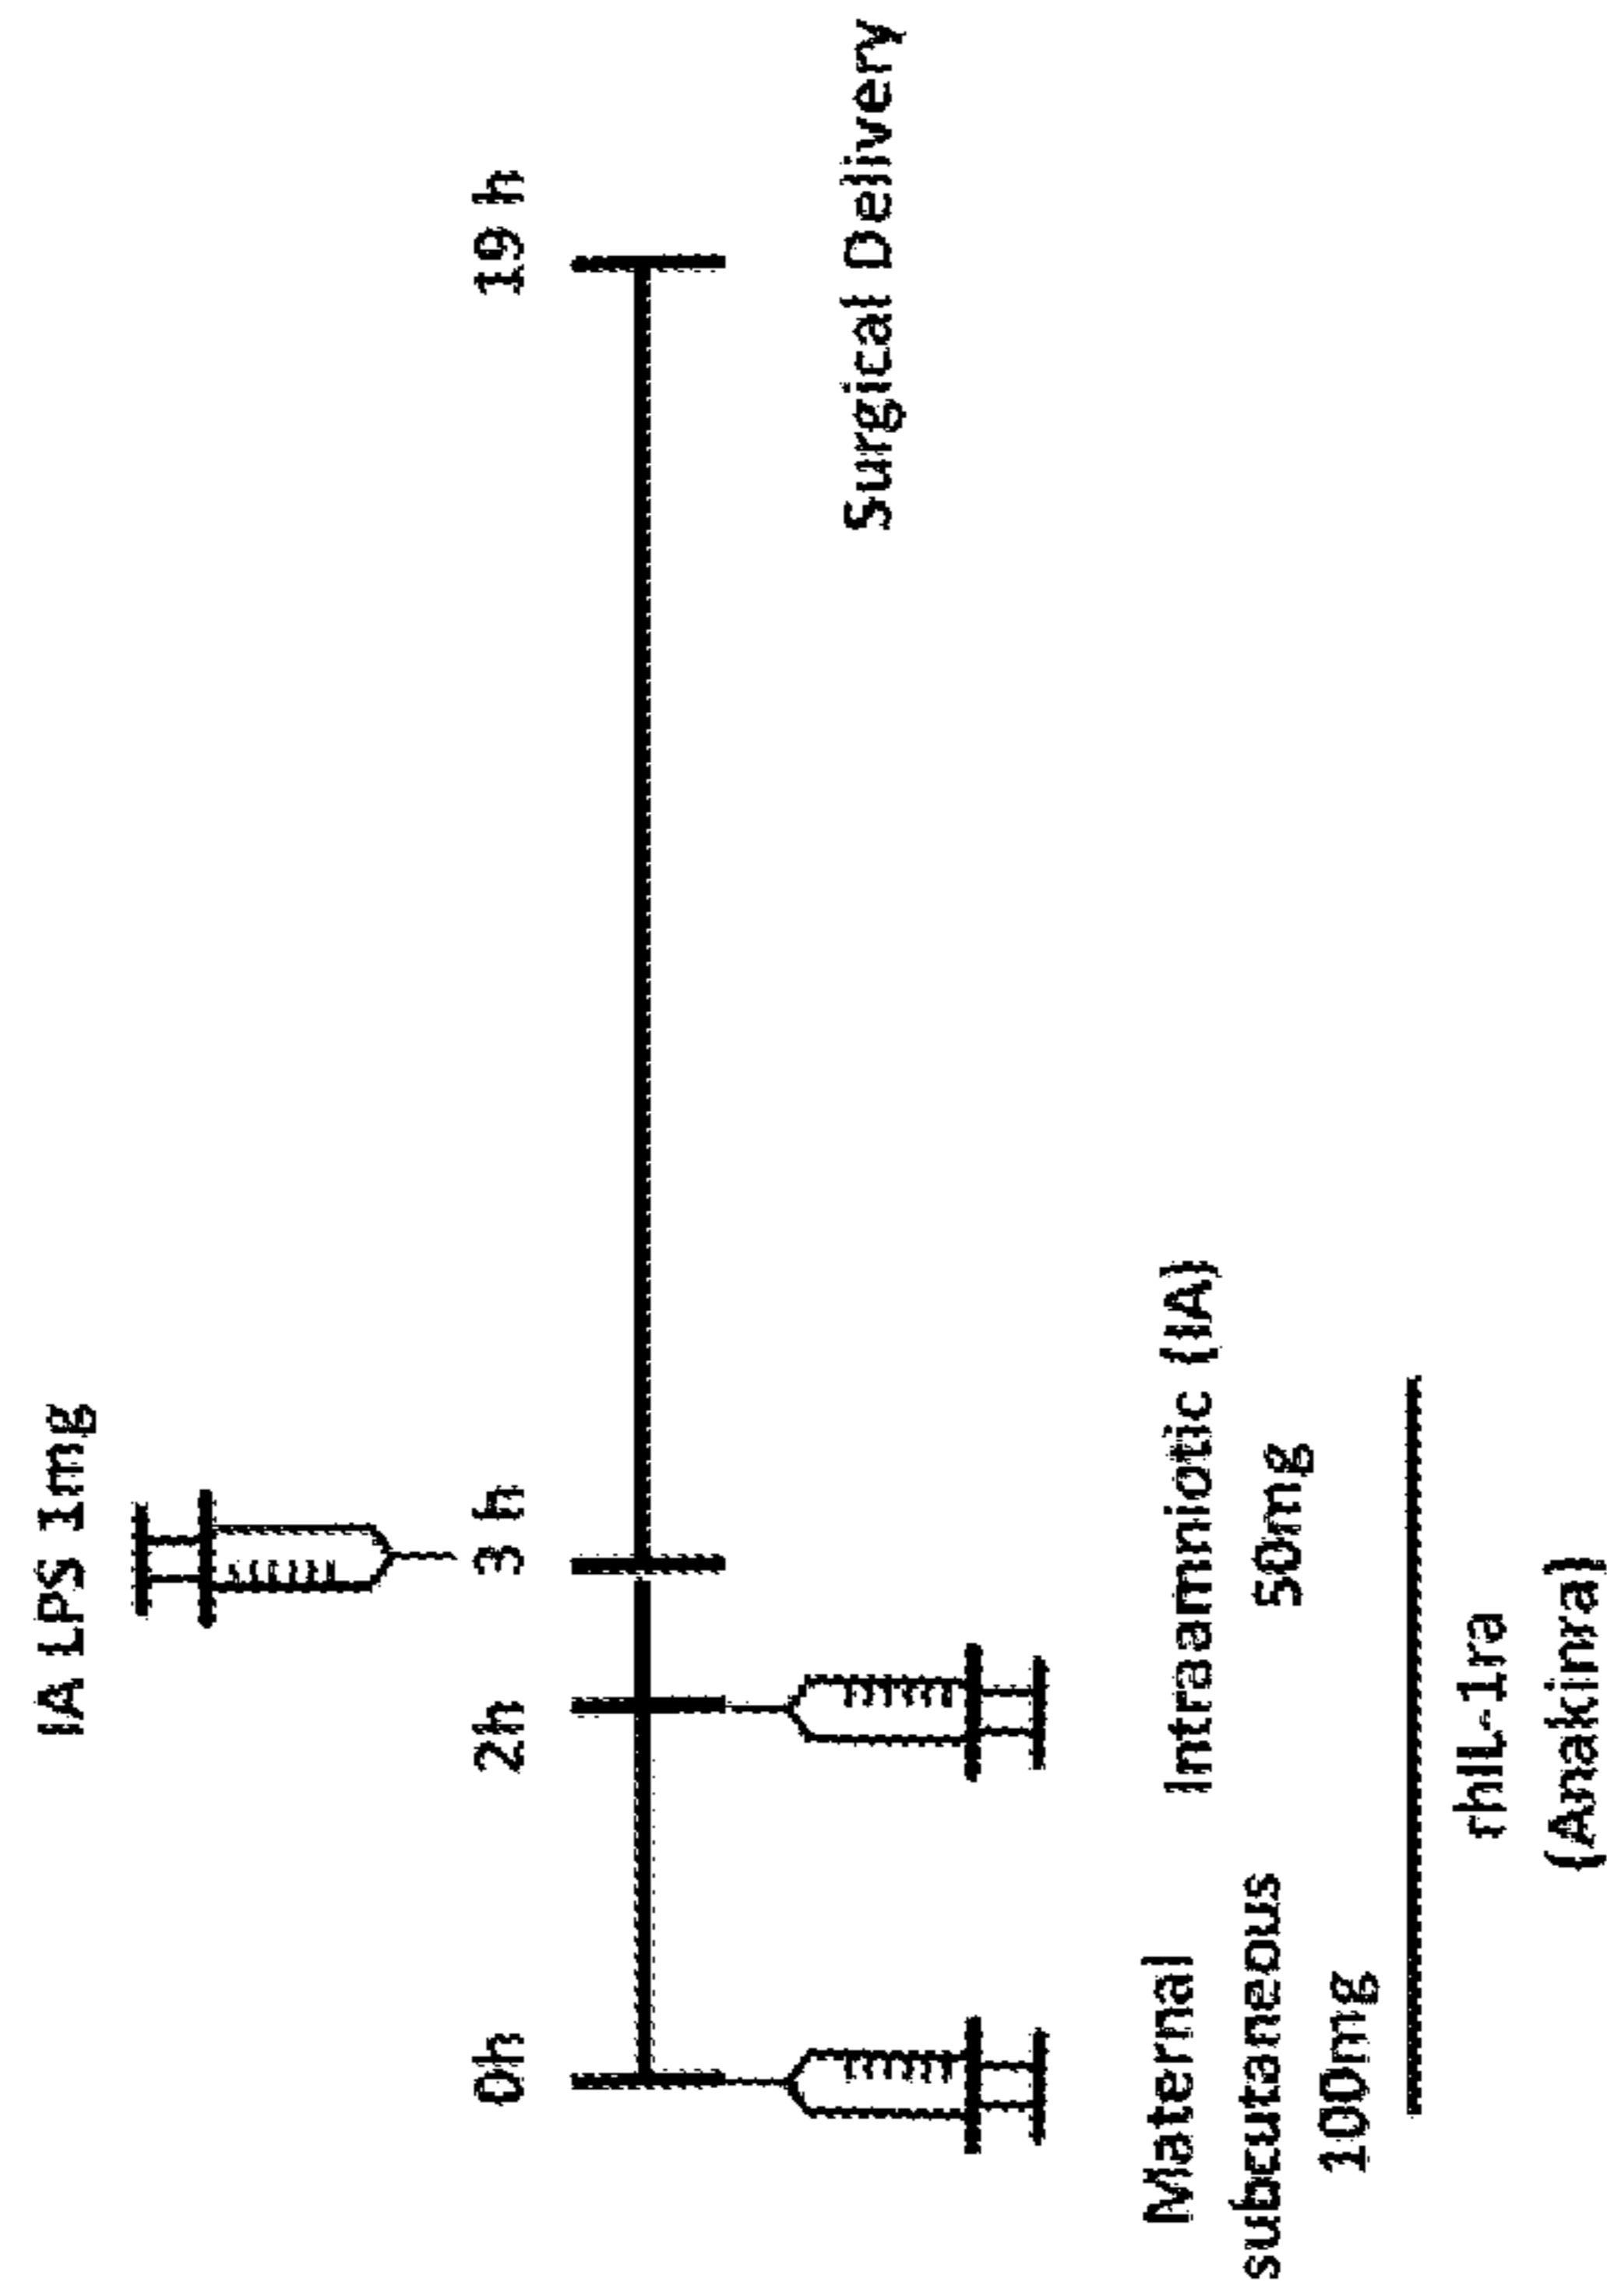 IA LPS 1mg
0h
2h
3 h
19 h
Surgical Delivery
Maternal
subcutaneous
100mg
Intraamniotic (IA)
50mg
rhIL-1ra
(Anakinra)